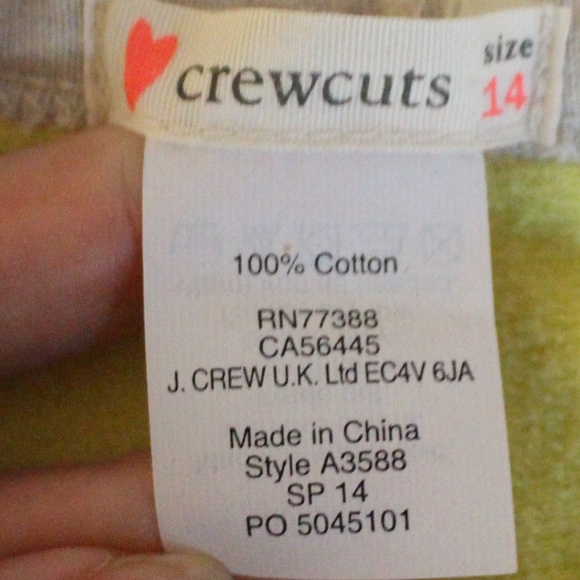 crewcuts size 14
100% Cotton
RN77388
CA56445
J. CREW U.K. Ltd EC4V 6JA
Made in China
Style A3588
SP 14
PO 5045101